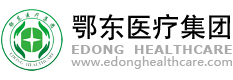 鄂东医疗集团
EDONG HEALTHCARE
www.edonghealthcare.com